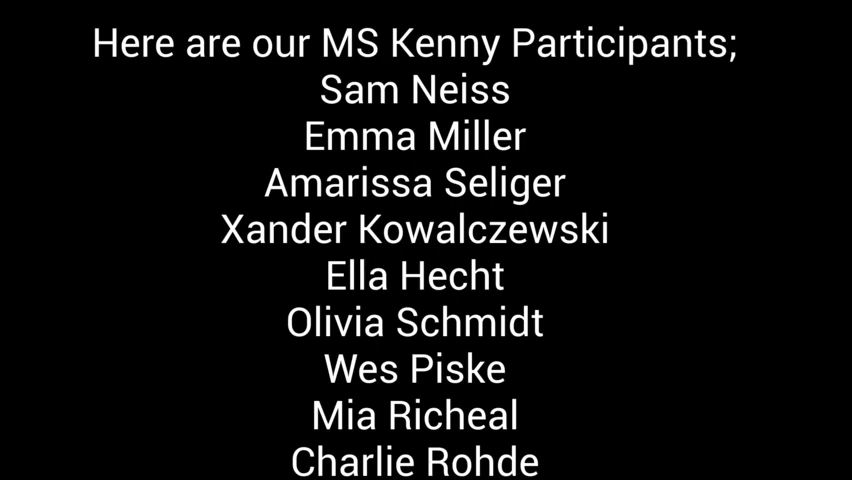 Here are our MS Kenny Participants;
Sam Neiss
Emma Miller
Amarissa Seliger
Xander Kowalczewski
Ella Hecht
Olivia Schmidt
Wes Piske
Mia Richeal
Charlie Rohde